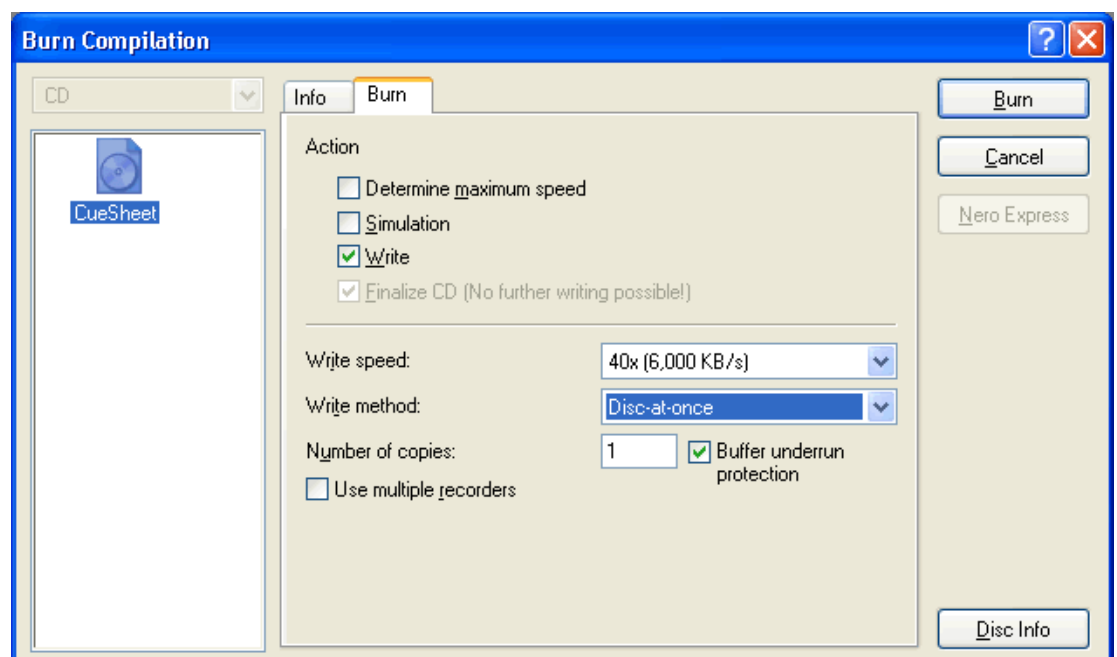 Burn Compilation
CD
CueSheet
Info
Burn
Action
Determine maximum speed
Simulation
Write
Finalize CD (No further writing possible!)
Write speed:
40x (6,000 KB/s)
Write method:
Disc-at-once
Number of copies:
1
Buffer underrun
protection
Use multiple recorders
Burn
Cancel
Nero Express
Disc Info